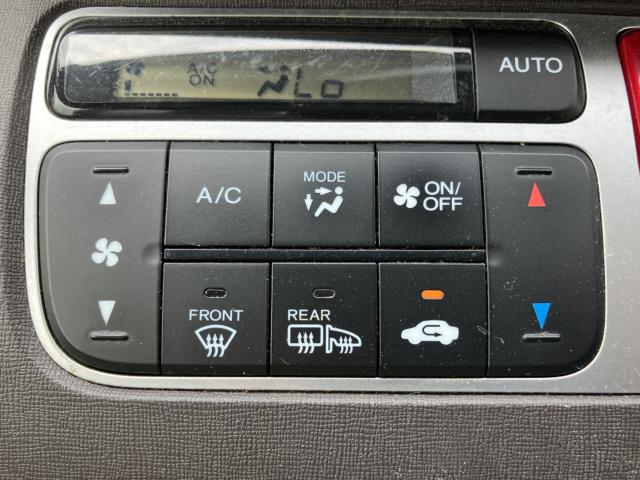 A/C
ON
Lo
AUTO
A/C
MODE
ON/
OFF
FRONT
REAR